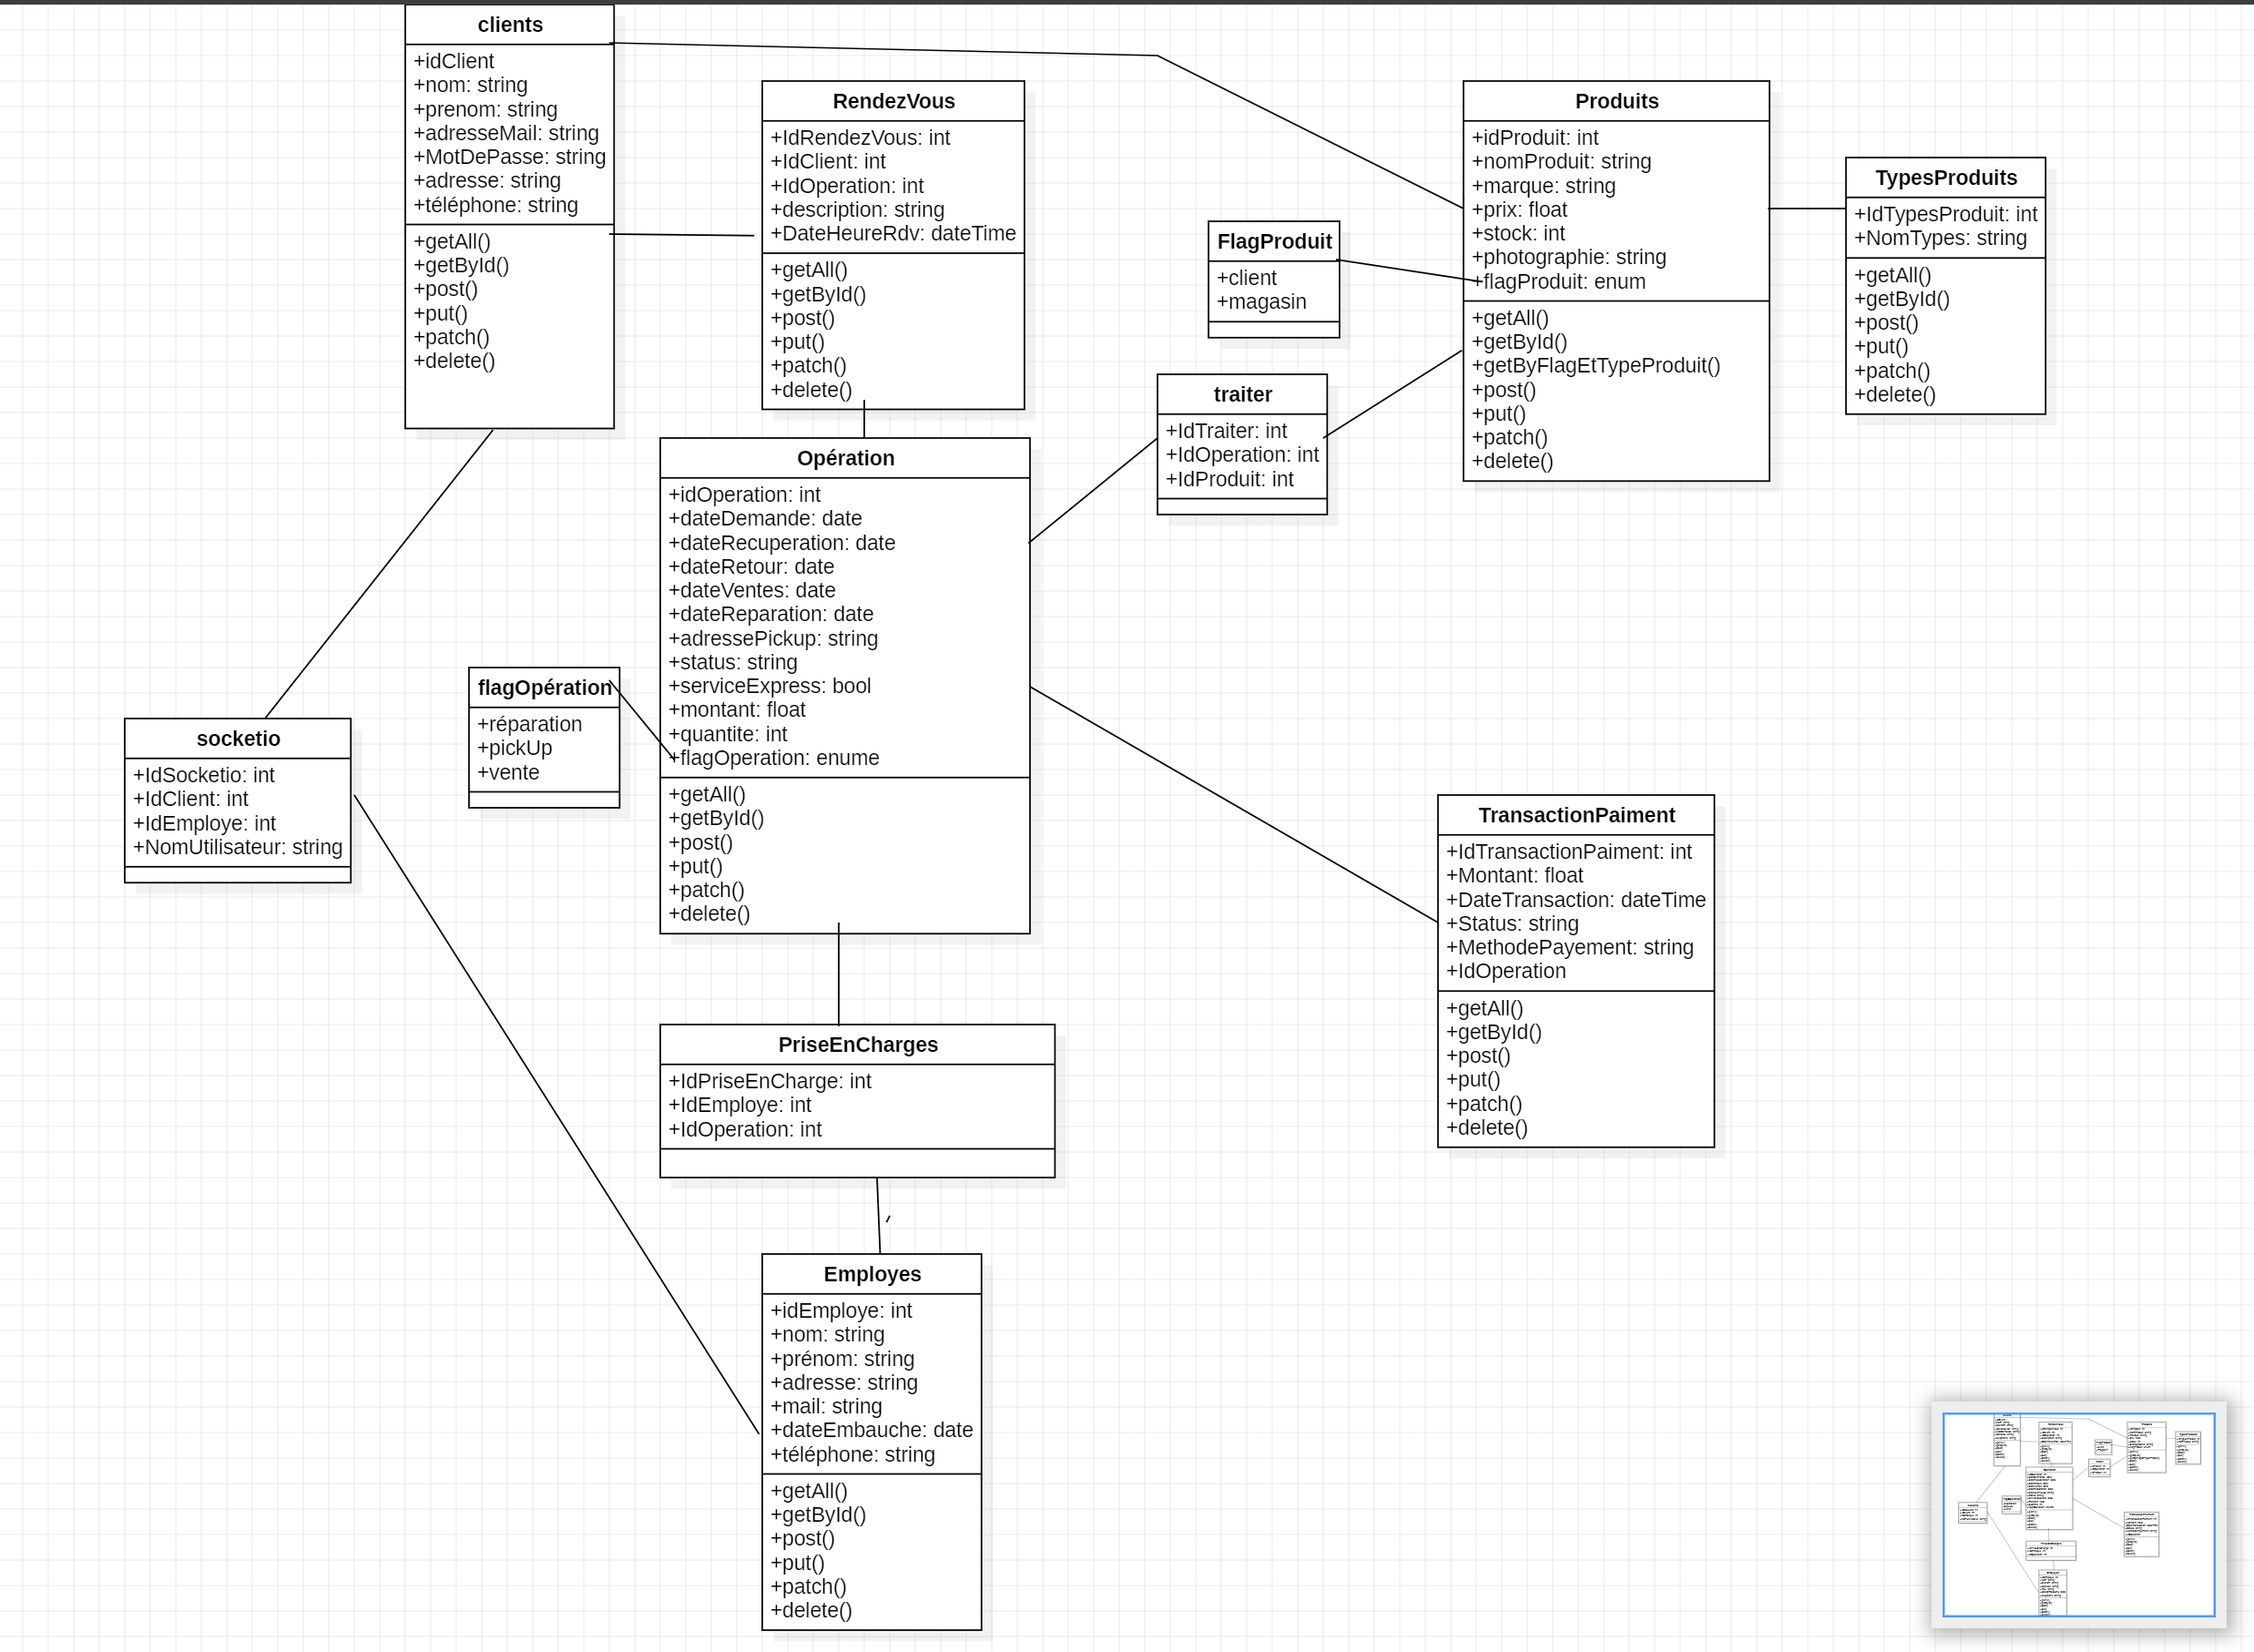 clients
+idClient
+nom: string
+prenom: string
+adresseMail: string
+MotDePasse: string
+adresse: string
+téléphone: string
+getAll()
+getById()
+post()
+put()
+patch()
+delete()
RendezVous
+IdRendezVous: int
+IdClient: int
+IdOperation: int
+description: string
+DateHeureRdv: dateTime
+getAll()
+getById()
+post()
+put()
+patch()
+delete()
Produits
+idProduit: int
+nomProduit: string
+marque: string
+prix: float
+stock: int
+photographie: string
+flagProduit: enum
+getAll()
+getById()
+getByFlagEtTypeProduit()
+post()
+put()
+patch()
+delete()
TypesProduits
+IdTypesProduit: int
+NomTypes: string
+getAll()
+getById()
+post()
+put()
+patch()
+delete()
FlagProduit
+client
+magasin
traiter
+IdTraiter: int
+IdOperation: int
+IdProduit: int
Opération
+idOperation: int
+dateDemande: date
+dateRecuperation: date
+dateRetour: date
+dateVentes: date
+dateReparation: date
+adressePickup: string
+status: string
+serviceExpress: bool
+montant: float
+quantite: int
+flagOperation: enume
+getAll()
+getById()
+post()
+put()
+patch()
+delete()
flagOpération
+réparation
+pickUp
+vente
socketio
+IdSocketio: int
+IdClient: int
+IdEmploye: int
+NomUtilisateur: string
TransactionPaiment
+IdTransactionPaiment: int
+Montant: float
+DateTransaction: dateTime
+Status: string
+MethodePayement: string
+IdOperation
+getAll()
+getById()
+post()
+put()
+patch()
+delete()
PriseEnCharges
+IdPriseEnCharge: int
+IdEmploye: int
+IdOperation: int
Employes
+idEmploye: int
+nom: string
+prénom: string
+adresse: string
+mail: string
+dateEmbauche: date
+téléphone: string
+getAll()
+getById()
+post()
+put()
+patch()
+delete()